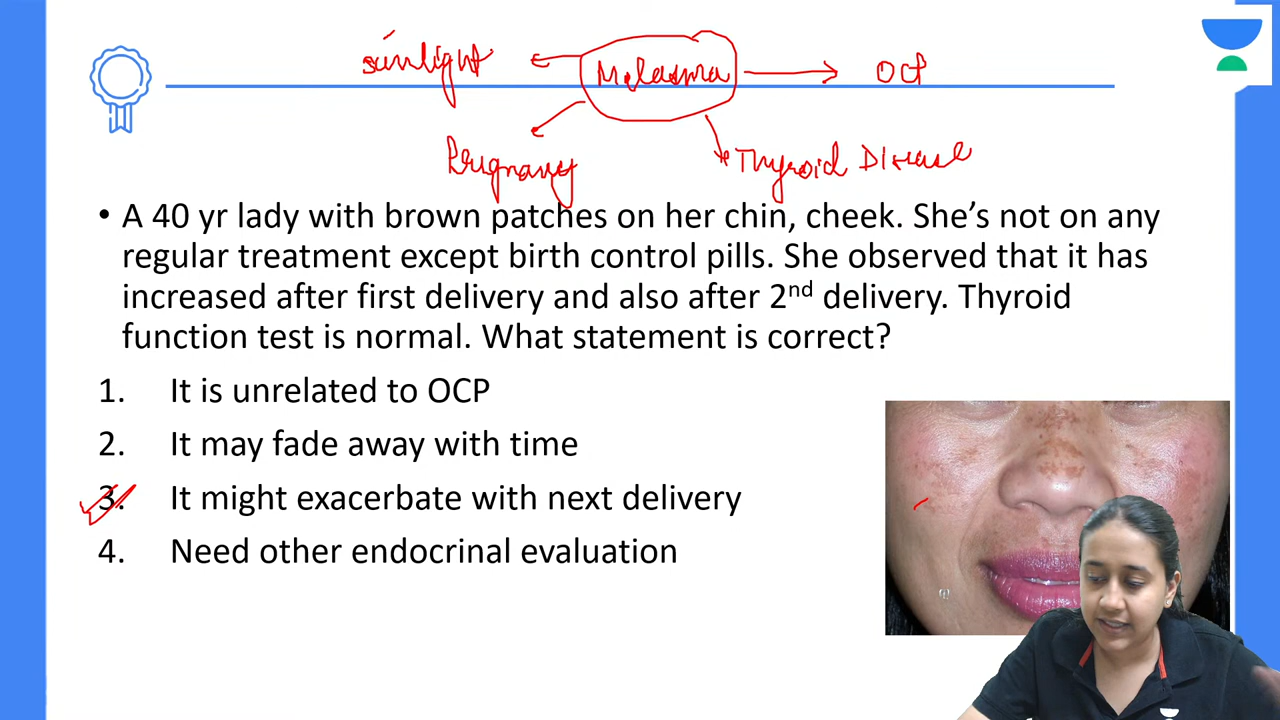 sunlight Melasma OCP
Pregnancy Thyroid Disease
• A 40 yr lady with brown patches on her chin, cheek. She’s not on any
regular treatment except birth control pills. She observed that it has
increased after first delivery and also after 2nd delivery. Thyroid
function test is normal. What statement is correct?
1. It is unrelated to OCP
2. It may fade away with time
3. It might exacerbate with next delivery
4. Need other endocrinal evaluation